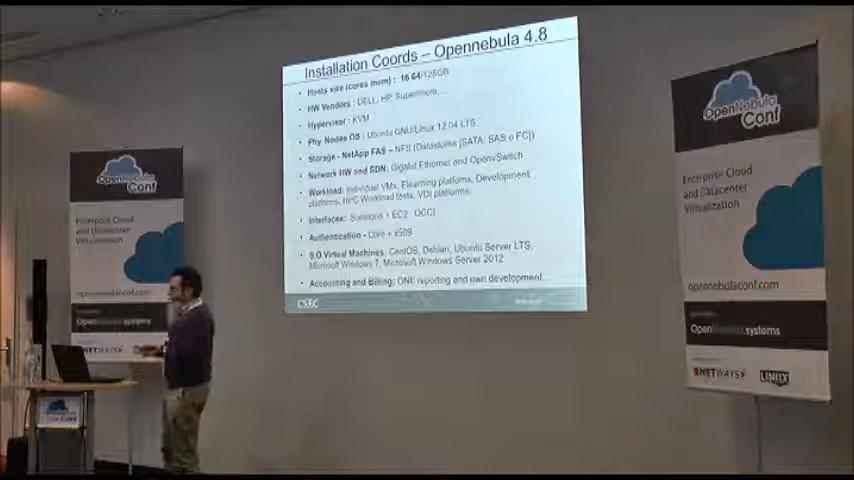 Installation Coords – Opennebula 4.8
Hosts size (cores mem) : 16 64/128GB
HW Vendors : DELL, HP, Supermicro, ...
Hypervisor : KVM
Phy. Nodes OS : Ubuntu GNU/Linux 12.04 LTS
Storage - NetApp FAS – NFS (Datastores [SATA, SAS o FC])
Network HW and SDN: Gigabit Ethernet and OpenvSwitch
Workload: Individual VMs, Elearning platforms, Development
platforms, HPC Workload tests, VDI platforms.
Interfaces: Sunstone + EC2 OCCI
Authentication - Core + x509
S.O Virtual Machines: CentOS, Debian, Ubuntu Server LTS,
Microsoft Windows 7, Microsoft Windows Server 2012
Accounting and Billing: ONE reporting and own development
OpenNebula
Conf
Enterprise Cloud
and Datacenter
Virtualization
opennebulaconf.com
OpenNebula.systems
NETWAYS
OpenNebula
Conf
Enterprise Cloud
and Datacenter
Virtualization
opennebulaconf.com
OpenNebula.systems
NETWAYS
LINUX